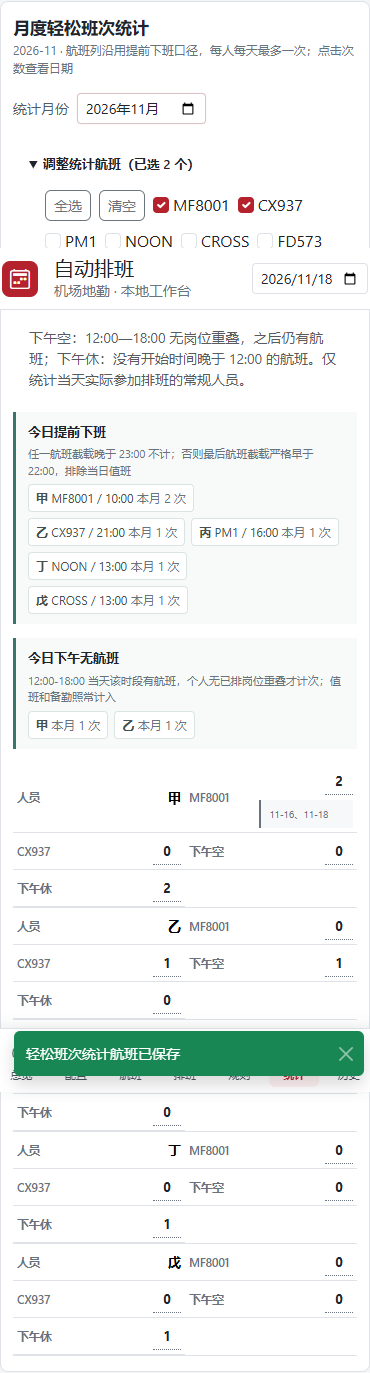 月度轻松班次统计
2026-11 · 航班列沿用提前下班口径，每人每天最多一次；点击次
数查看日期
统计月份 2026年11月
▼ 调整统计航班（已选 2 个）
全选 清空 MF8001 CX937
PM1 NOON CROSS FD573
自动排班
机场地勤 · 本地工作台
2026/11/18
下午空：12:00—18:00 无岗位重叠，之后仍有航
班；下午休：没有开始时间晚于 12:00 的航班。仅
统计当天实际参加排班的常规人员。
今日提前下班
任一航班截载晚于 23:00 不计；否则最后航班截载严格早于
22:00，排除当日值班
甲 MF8001 / 10:00 本月 2 次
乙 CX937 / 21:00 本月 1 次 丙 PM1 / 16:00 本月 1 次
丁 NOON / 13:00 本月 1 次
戊 CROSS / 13:00 本月 1 次
今日下午无航班
12:00-18:00 当天该时段有航班，个人无已排岗位重叠才计次；值
班和备勤照常计入
甲 本月 1 次 乙 本月 1 次
人员 甲 MF8001 2
11-16、11-18
CX937 0 下午空 0
下午休 2
人员 乙 MF8001 0
CX937 1 下午空 1
下午休 0
轻松班次统计航班已保存
下午休 0
人员 丁 MF8001 0
CX937 0 下午空 0
下午休 1
人员 戊 MF8001 0
CX937 0 下午空 0
下午休 1